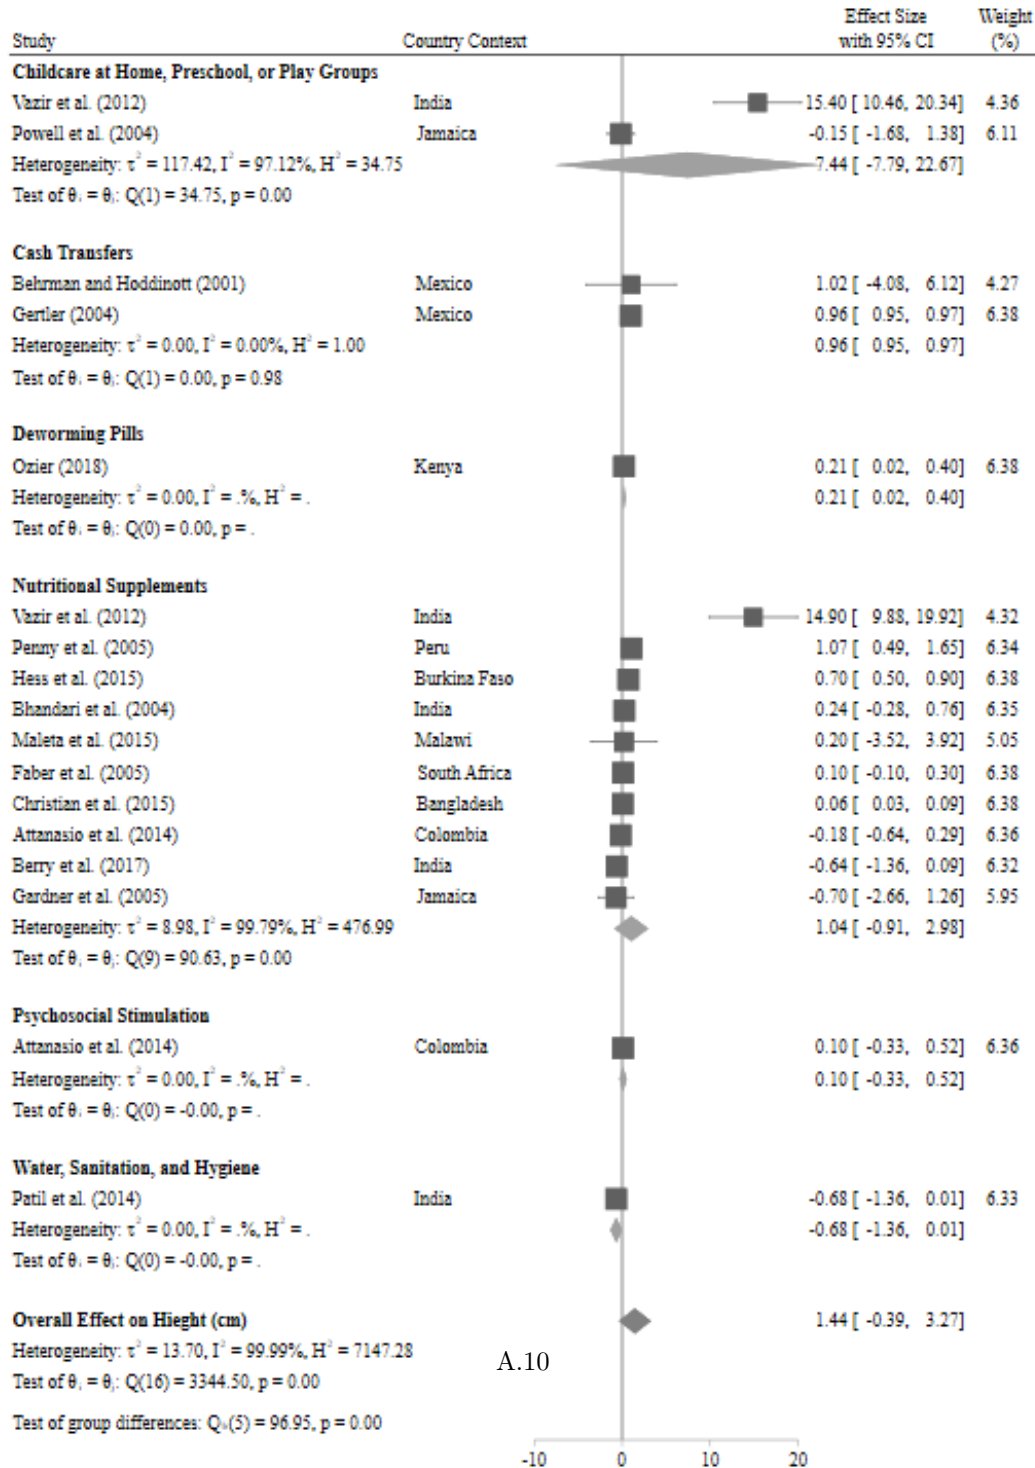 Effect Size Weight
Study Country Context with 95% CI (%)
Childcare at Home, Preschool, or Play Groups
Vazir et al. (2012) India 15.40 [ 10.46, 20.34] 4.36
Powell et al. (2004) Jamaica -0.15 [ -1.68, 1.38] 6.11
Heterogeneity: τ² = 117.42, I² = 97.12%, H² = 34.75 7.44 [ -7.79, 22.67]
Test of θᵢ = θⱼ: Q(1) = 34.75, p = 0.00
Cash Transfers
Behrman and Hoddinott (2001) Mexico 1.02 [ -4.08, 6.12] 4.27
Gertler (2004) Mexico 0.96 [ 0.95, 0.97] 6.38
Heterogeneity: τ² = 0.00, I² = 0.00%, H² = 1.00 0.96 [ 0.95, 0.97]
Test of θᵢ = θⱼ: Q(1) = 0.00, p = 0.98
Deworming Pills
Ozier (2018) Kenya 0.21 [ 0.02, 0.40] 6.38
Heterogeneity: τ² = 0.00, I² = .%, H² = . 0.21 [ 0.02, 0.40]
Test of θᵢ = θⱼ: Q(0) = 0.00, p = .
Nutritional Supplements
Vazir et al. (2012) India 14.90 [ 9.88, 19.92] 4.32
Penny et al. (2005) Peru 1.07 [ 0.49, 1.65] 6.34
Hess et al. (2015) Burkina Faso 0.70 [ 0.50, 0.90] 6.38
Bhandari et al. (2004) India 0.24 [ -0.28, 0.76] 6.35
Maleta et al. (2015) Malawi 0.20 [ -3.52, 3.92] 5.05
Faber et al. (2005) South Africa 0.10 [ -0.10, 0.30] 6.38
Christian et al. (2015) Bangladesh 0.06 [ 0.03, 0.09] 6.38
Attanasio et al. (2014) Colombia -0.18 [ -0.64, 0.29] 6.36
Berry et al. (2017) India -0.64 [ -1.36, 0.09] 6.32
Gardner et al. (2005) Jamaica -0.70 [ -2.66, 1.26] 5.95
Heterogeneity: τ² = 8.98, I² = 99.79%, H² = 476.99 1.04 [ -0.91, 2.98]
Test of θᵢ = θⱼ: Q(9) = 90.63, p = 0.00
Psychosocial Stimulation
Attanasio et al. (2014) Colombia 0.10 [ -0.33, 0.52] 6.36
Heterogeneity: τ² = 0.00, I² = .%, H² = . 0.10 [ -0.33, 0.52]
Test of θᵢ = θⱼ: Q(0) = -0.00, p = .
Water, Sanitation, and Hygiene
Patil et al. (2014) India -0.68 [ -1.36, 0.01] 6.33
Heterogeneity: τ² = 0.00, I² = .%, H² = . -0.68 [ -1.36, 0.01]
Test of θᵢ = θⱼ: Q(0) = -0.00, p = .
Overall Effect on Hieght (cm) 1.44 [ -0.39, 3.27]
Heterogeneity: τ² = 13.70, I² = 99.99%, H² = 7147.28
A.10
Test of θᵢ = θⱼ: Q(16) = 3344.50, p = 0.00
Test of group differences: Q_b(5) = 96.95, p = 0.00
-10 0 10 20